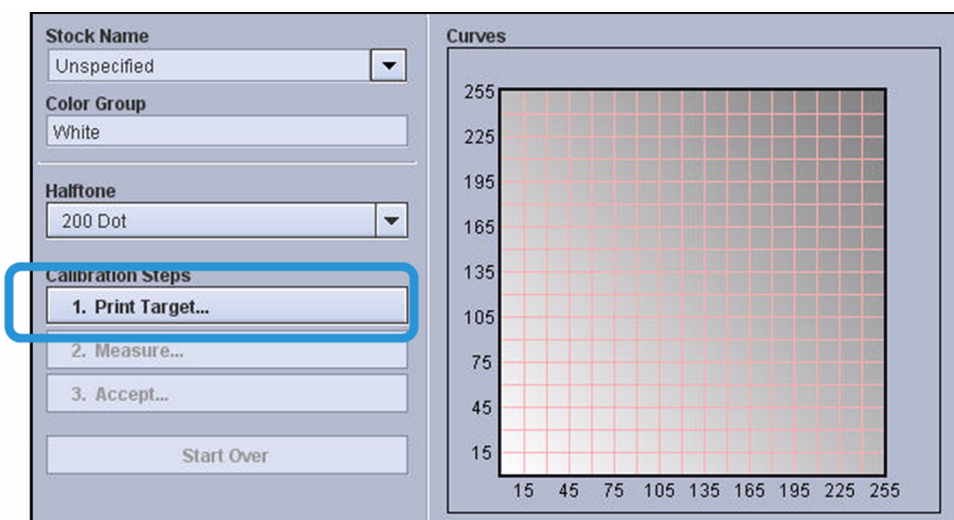 Stock Name
Unspecified
Color Group
White
Halftone
200 Dot
Calibration Steps
1. Print Target...
2. Measure...
3. Accept...
Start Over
Curves
255
225
195
165
135
105
75
45
15
15 45 75 105 135 165 195 225 255